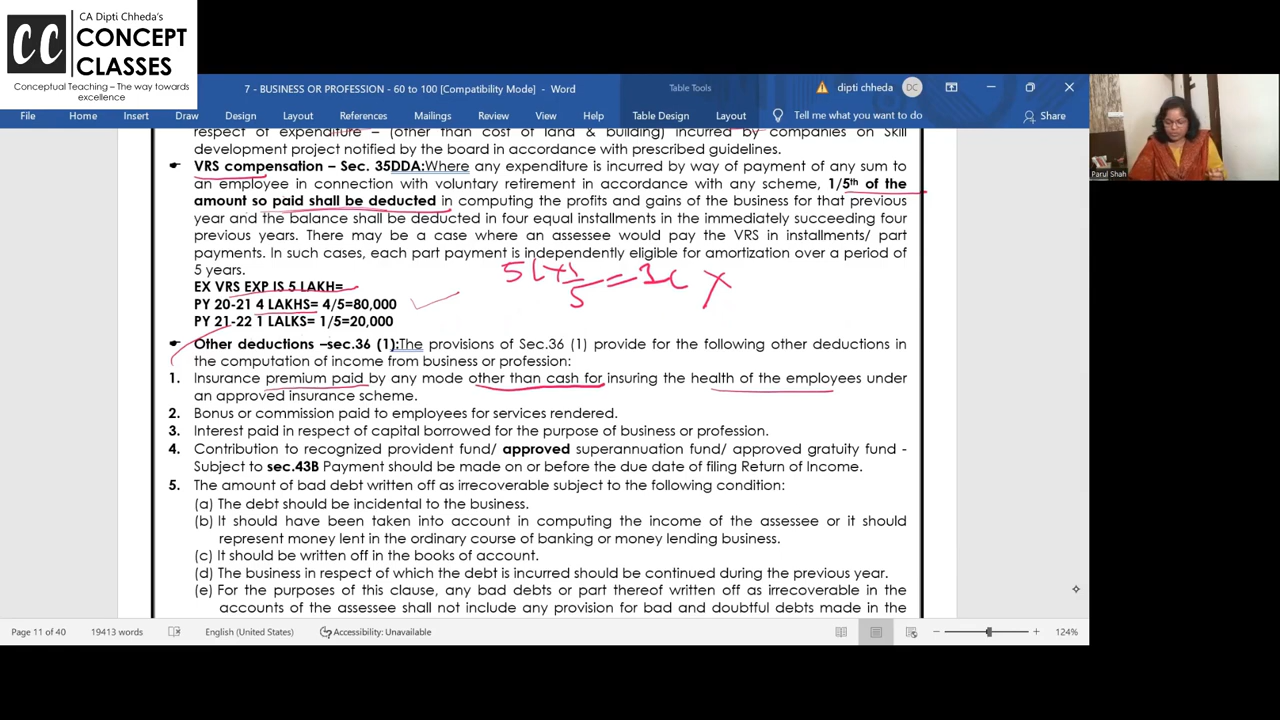 CA Dipti Chheda's
CC
CONCEPT
CLASSES
Conceptual Teaching – The way towards
excellence
7 - BUSINESS OR PROFESSION - 60 to 100 [Compatibility Mode] - Word
Table Tools
dipti chheda
DC
File Home Insert Draw Design Layout References Mailings Review View Help Table Design Layout Tell me what you want to do Share
respect of expenditure – (other than cost of land & building) incurred by companies on Skill
development project notified by the board in accordance with prescribed guidelines.
VRS compensation – Sec. 35DDA:Where any expenditure is incurred by way of payment of any sum to
an employee in connection with voluntary retirement in accordance with any scheme, 1/5th of the
amount so paid shall be deducted in computing the profits and gains of the business for that previous
year and the balance shall be deducted in four equal installments in the immediately succeeding four
previous years. There may be a case where an assessee would pay the VRS in installments/ part
payments. In such cases, each part payment is independently eligible for amortization over a period of
5 years.
EX VRS EXP IS 5 LAKH=
PY 20-21 4 LAKHS= 4/5=80,000
PY 21-22 1 LALKS= 1/5=20,000
Other deductions –sec.36 (1):The provisions of Sec.36 (1) provide for the following other deductions in
the computation of income from business or profession:
1. Insurance premium paid by any mode other than cash for insuring the health of the employees under
an approved insurance scheme.
2. Bonus or commission paid to employees for services rendered.
3. Interest paid in respect of capital borrowed for the purpose of business or profession.
4. Contribution to recognized provident fund/ approved superannuation fund/ approved gratuity fund -
Subject to sec.43B Payment should be made on or before the due date of filing Return of Income.
5. The amount of bad debt written off as irrecoverable subject to the following condition:
(a) The debt should be incidental to the business.
(b) It should have been taken into account in computing the income of the assessee or it should
represent money lent in the ordinary course of banking or money lending business.
(c) It should be written off in the books of account.
(d) The business in respect of which the debt is incurred should be continued during the previous year.
(e) For the purposes of this clause, any bad debts or part thereof written off as irrecoverable in the
accounts of the assessee shall not include any provision for bad and doubtful debts made in the
Page 11 of 40 19413 words English (United States) Accessibility: Unavailable 124%
Parul Shah